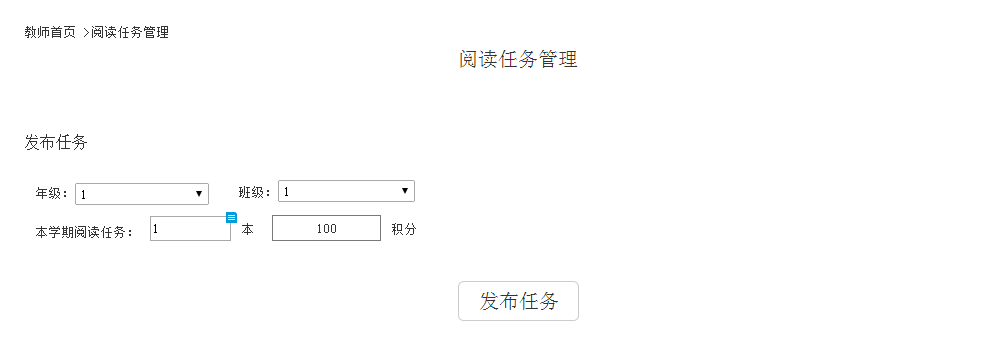 教师首页 >阅读任务管理
阅读任务管理
发布任务
年级： 1 班级： 1
本学期阅读任务： 1 本 100 积分
发布任务